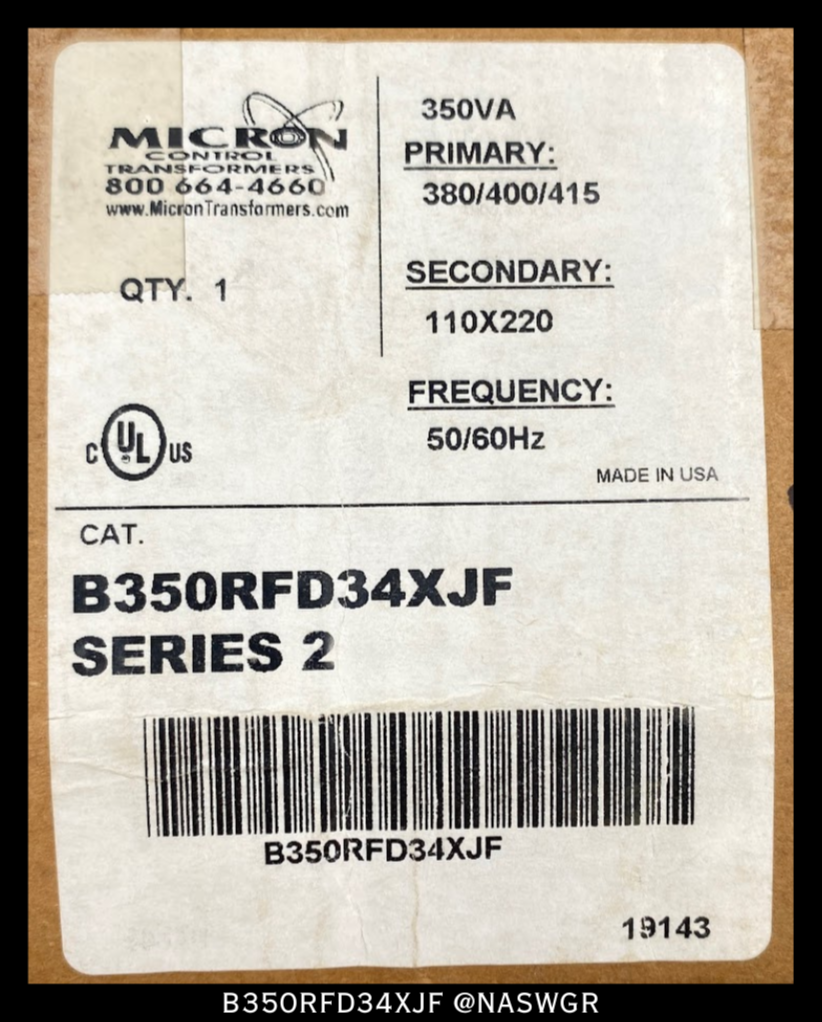 MICRON
CONTROL
TRANSFORMERS
800 664-4660
www.MicronTransformers.com
QTY. 1
350VA
PRIMARY:
380/400/415
SECONDARY:
110X220
FREQUENCY:
50/60Hz
C UL US
MADE IN USA
CAT.
B350RFD34XJF
SERIES 2
B350RFD34XJF
19143
B350RFD34XJF @NASWGR